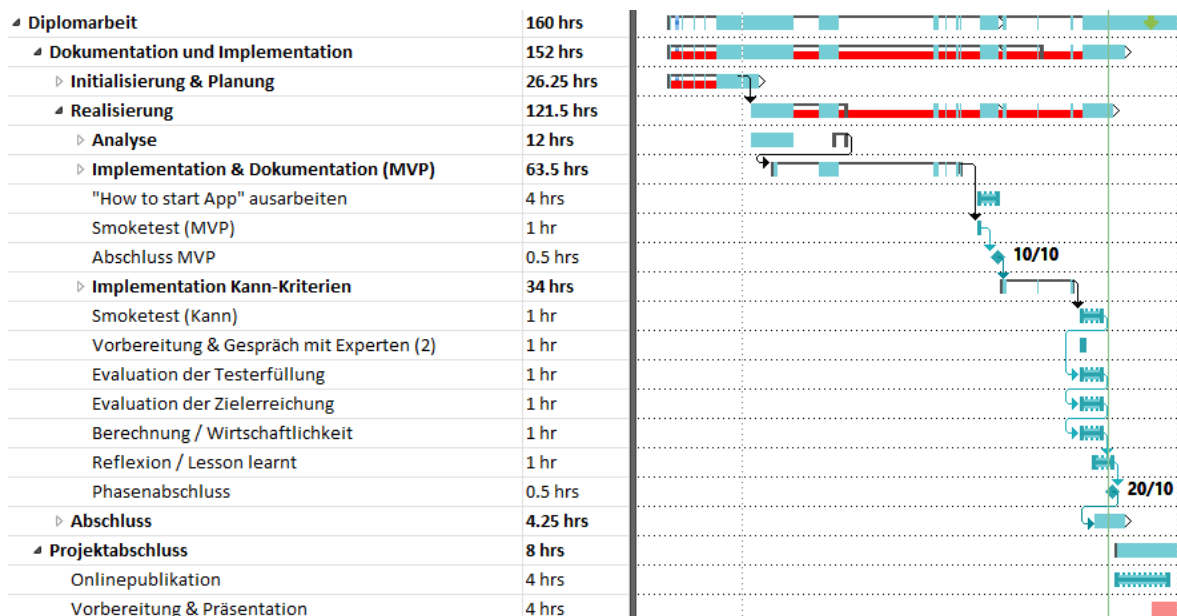 Diplomarbeit 160 hrs
Dokumentation und Implementation 152 hrs
Initialisierung & Planung 26.25 hrs
Realisierung 121.5 hrs
Analyse 12 hrs
Implementation & Dokumentation (MVP) 63.5 hrs
"How to start App" ausarbeiten 4 hrs
Smoketest (MVP) 1 hr
Abschluss MVP 0.5 hrs 10/10
Implementation Kann-Kriterien 34 hrs
Smoketest (Kann) 1 hr
Vorbereitung & Gespräch mit Experten (2) 1 hr
Evaluation der Testerfüllung 1 hr
Evaluation der Zielerreichung 1 hr
Berechnung / Wirtschaftlichkeit 1 hr
Reflexion / Lesson learnt 1 hr
Phasenabschluss 0.5 hrs 20/10
Abschluss 4.25 hrs
Projektabschluss 8 hrs
Onlinepublikation 4 hrs
Vorbereitung & Präsentation 4 hrs